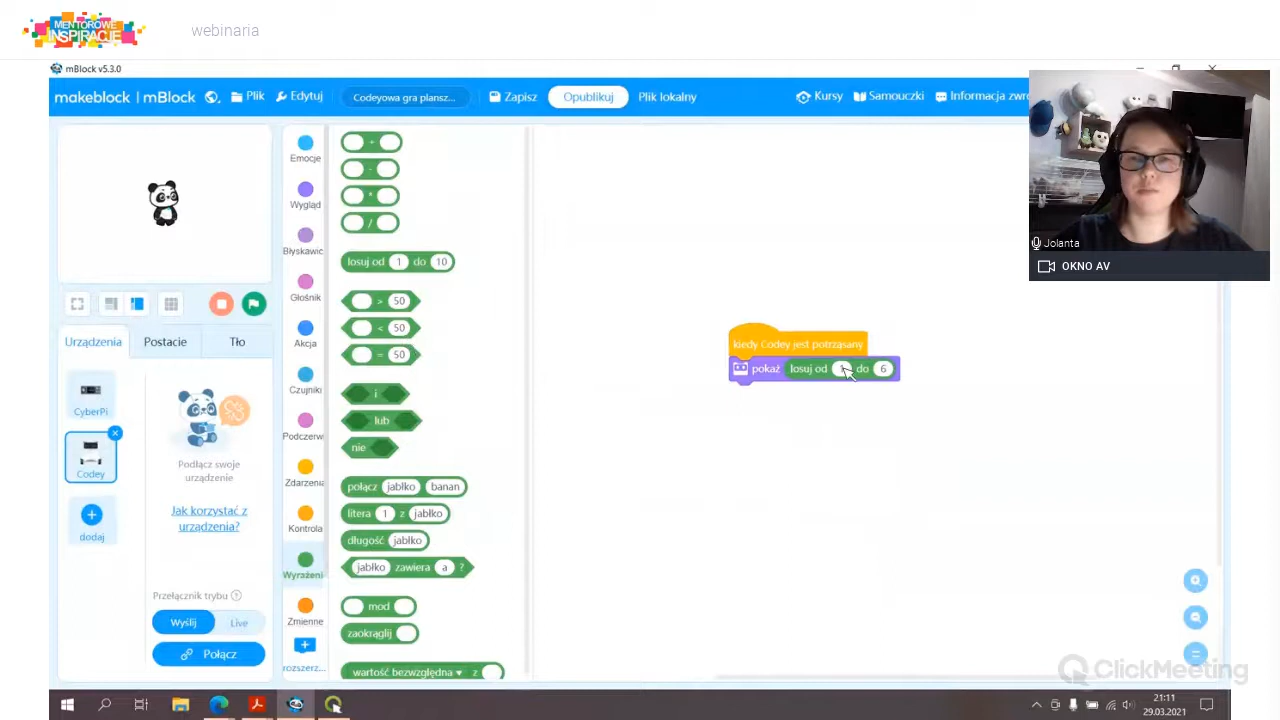 MENTOROWE
INSPIRACJE
webinaria
mBlock v5.3.0
makeblock | mBlock
Plik
Edytuj
Codeyowa gra plansz...
Zapisz
Opublikuj
Plik lokalny
Kursy
Samouczki
Informacja zwro
Jolanta
OKNO AV
Urządzenia
Postacie
Tło
CyberPi
Codey
dodaj
Podłącz swoje
urządzenie
Jak korzystać z
urządzenia?
Przełącznik trybu
Wyślij
Live
Połącz
Emocje
Wygląd
Błyskawic
Głośnik
Akcja
Czujniki
Podczerw
Zdarzenia
Kontrola
Wyrażeni
Zmienne
rozszerz...
+
-
*
/
losuj od 1 do 10
> 50
< 50
= 50
i
lub
nie
połącz jabłko banan
litera 1 z jabłko
długość jabłko
jabłko zawiera a ?
mod
zaokrąglij
wartość bezwzględna z
kiedy Codey jest potrząsany
pokaż losuj od 1 do 6
ClickMeeting
21:11
29.03.2021